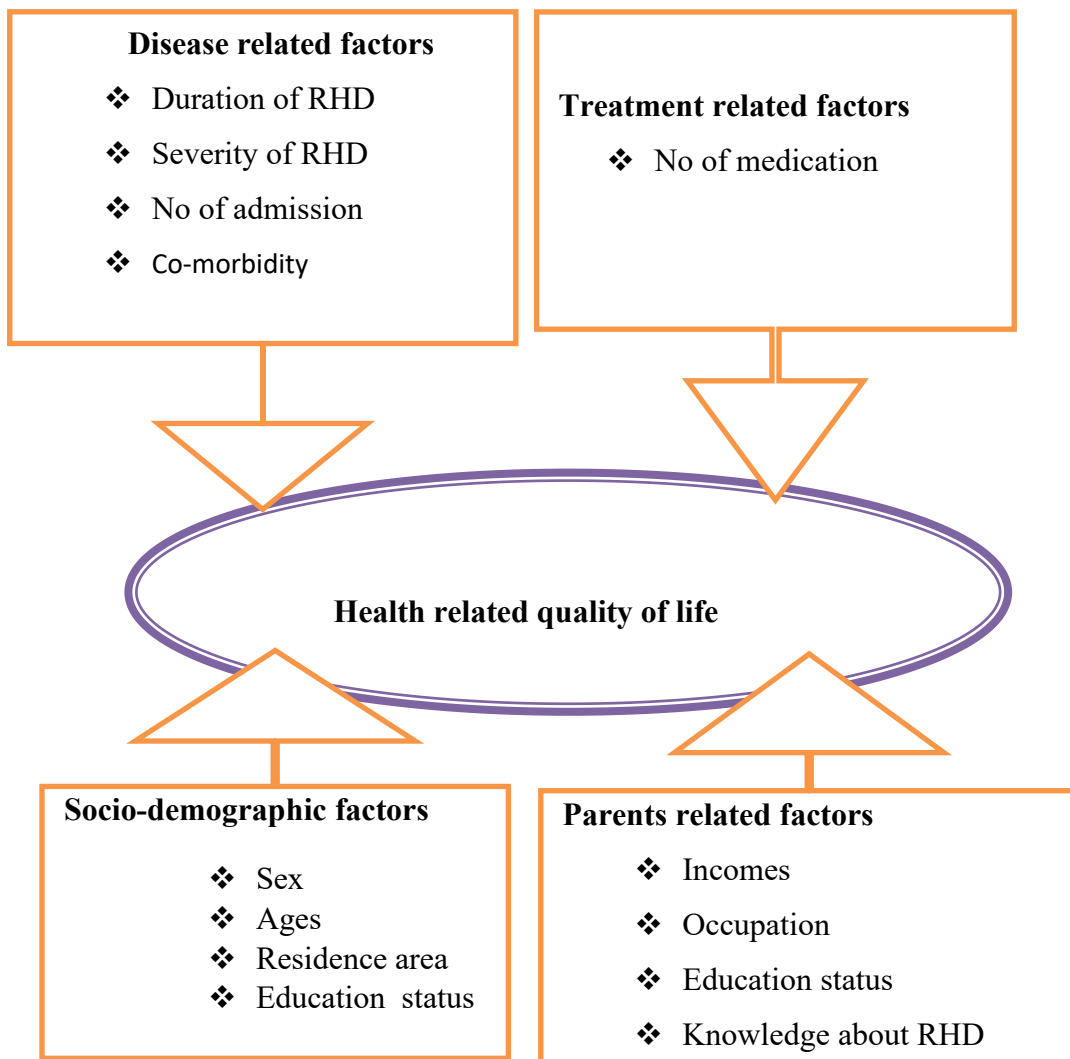 Disease related factors
❖ Duration of RHD
❖ Severity of RHD
❖ No of admission
❖ Co-morbidity
Treatment related factors
❖ No of medication
Health related quality of life
Socio-demographic factors
❖ Sex
❖ Ages
❖ Residence area
❖ Education status
Parents related factors
❖ Incomes
❖ Occupation
❖ Education status
❖ Knowledge about RHD